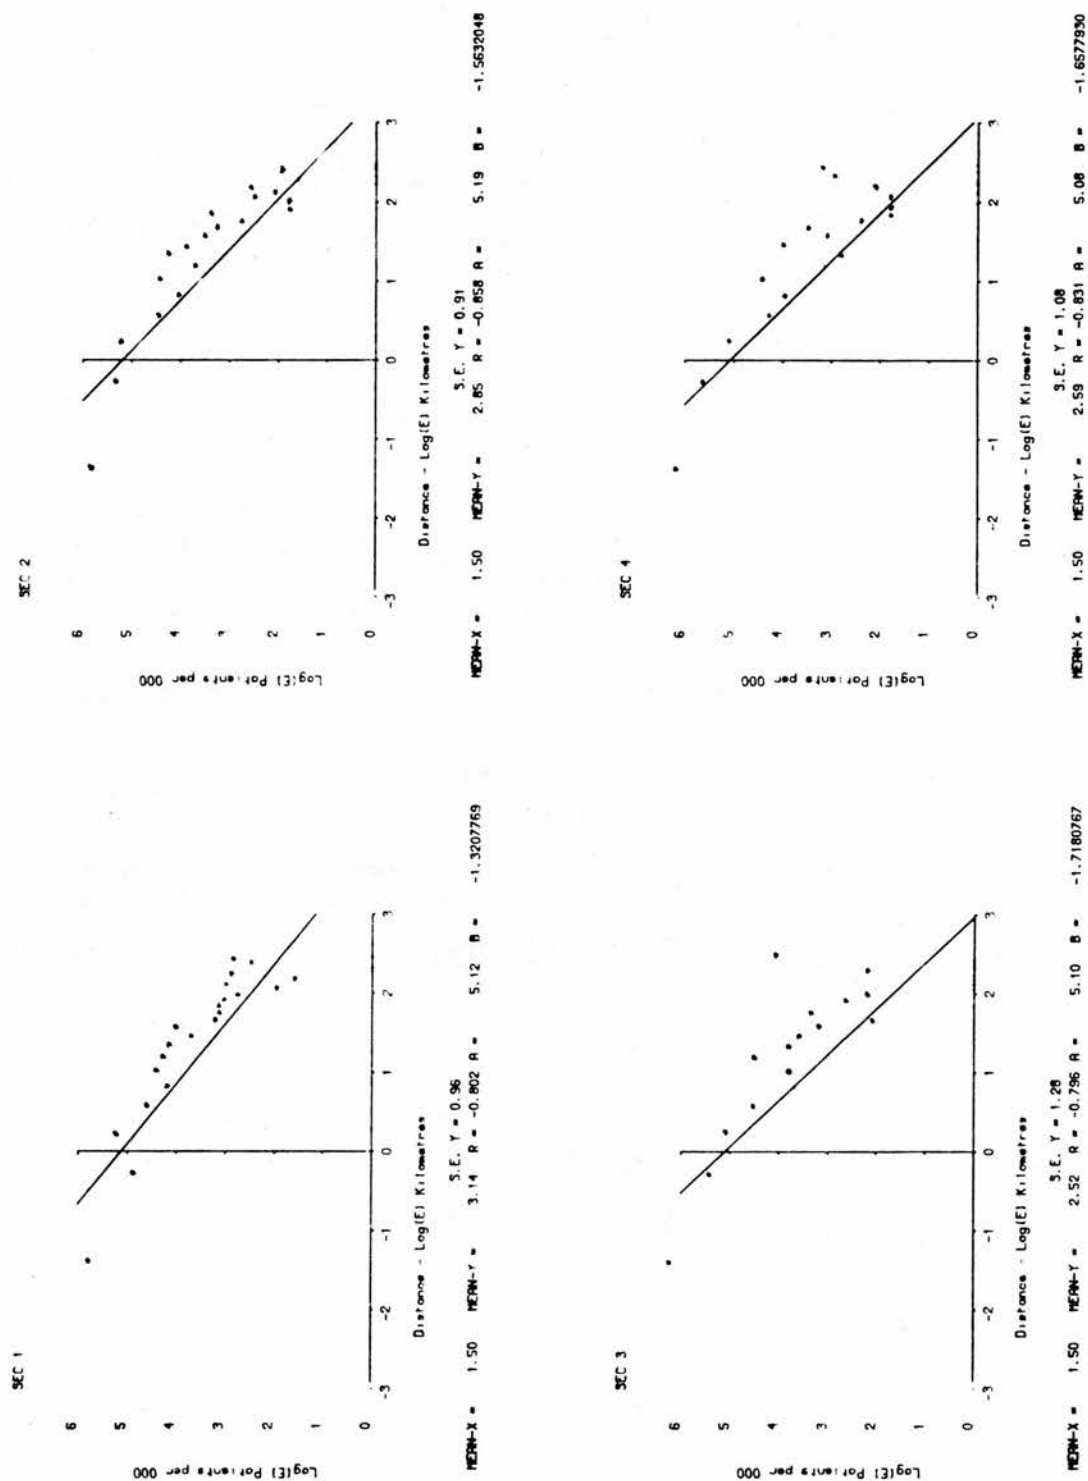 SEC 1
6
5
4
3
2
1
0
Log(E) Patients per 000
-3 -2 -1 0 1 2 3
Distance - Log(E) Kilometres
S.E. Y = 0.96
MEAN-X = 1.50 MEAN-Y = 3.14 R = -0.802 A = 5.12 B = -1.3207769
SEC 2
6
5
4
3
2
1
0
Log(E) Patients per 000
-3 -2 -1 0 1 2 3
Distance - Log(E) Kilometres
S.E. Y = 0.91
MEAN-X = 1.50 MEAN-Y = 2.85 R = -0.858 A = 5.19 B = -1.5632048
SEC 3
6
5
4
3
2
1
0
Log(E) Patients per 000
-3 -2 -1 0 1 2 3
Distance - Log(E) Kilometres
S.E. Y = 1.28
MEAN-X = 1.50 MEAN-Y = 2.52 R = -0.796 A = 5.10 B = -1.7180767
SEC 4
6
5
4
3
2
1
0
Log(E) Patients per 000
-3 -2 -1 0 1 2 3
Distance - Log(E) Kilometres
S.E. Y = 1.08
MEAN-X = 1.50 MEAN-Y = 2.59 R = -0.831 A = 5.08 B = -1.6577930